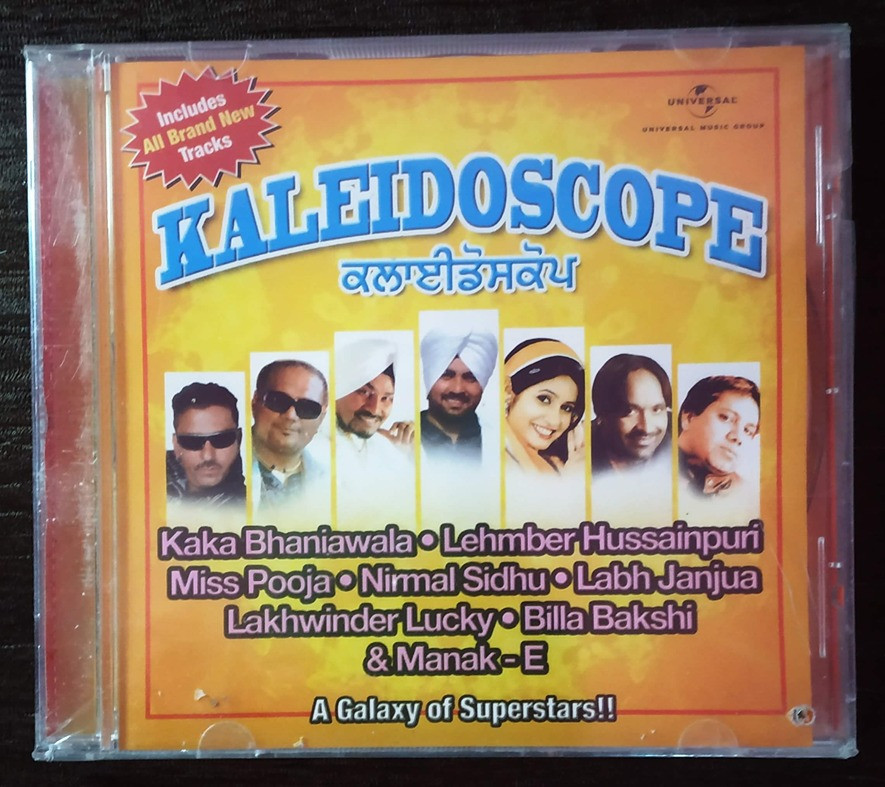 Includes
All Brand New
Tracks
UNIVERSAL
UNIVERSAL MUSIC GROUP
KALEIDOSCOPE
ਕਲਾਈਡੋਸਕੋਪ
Kaka Bhaniawala • Lehmber Hussainpuri
Miss Pooja • Nirmal Sidhu • Labh Janjua
Lakhwinder Lucky • Billa Bakshi
& Manak - E
A Galaxy of Superstars!!